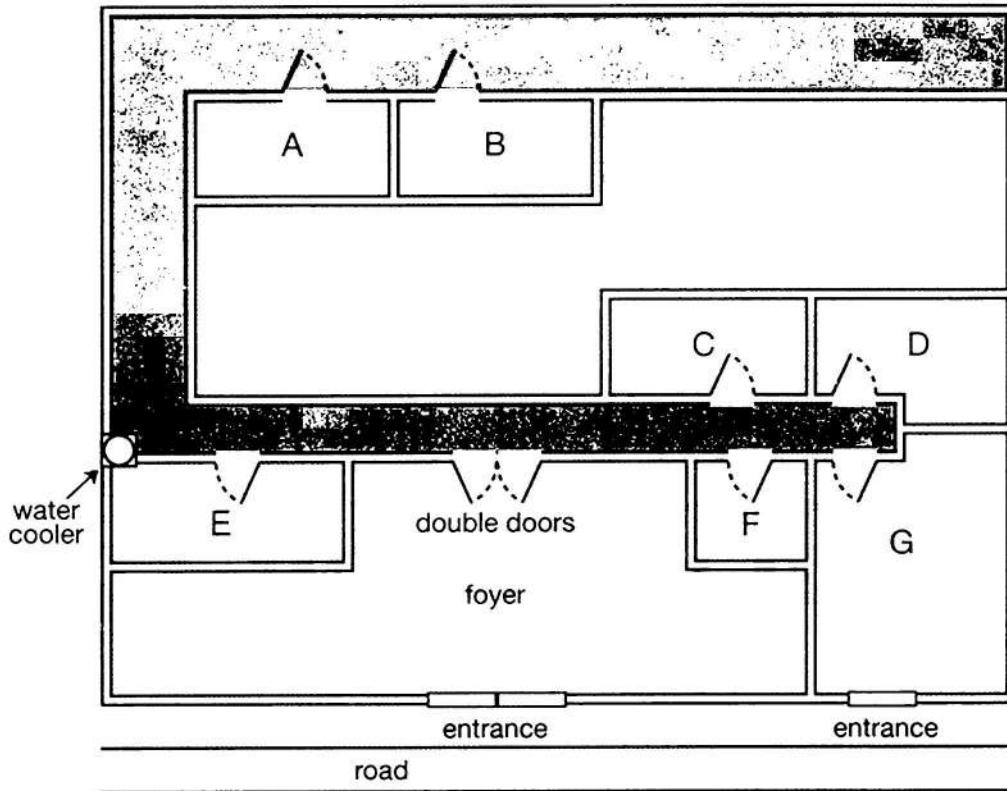 A
B
C
D
water
cooler
E
double doors
F
G
foyer
entrance
entrance
road